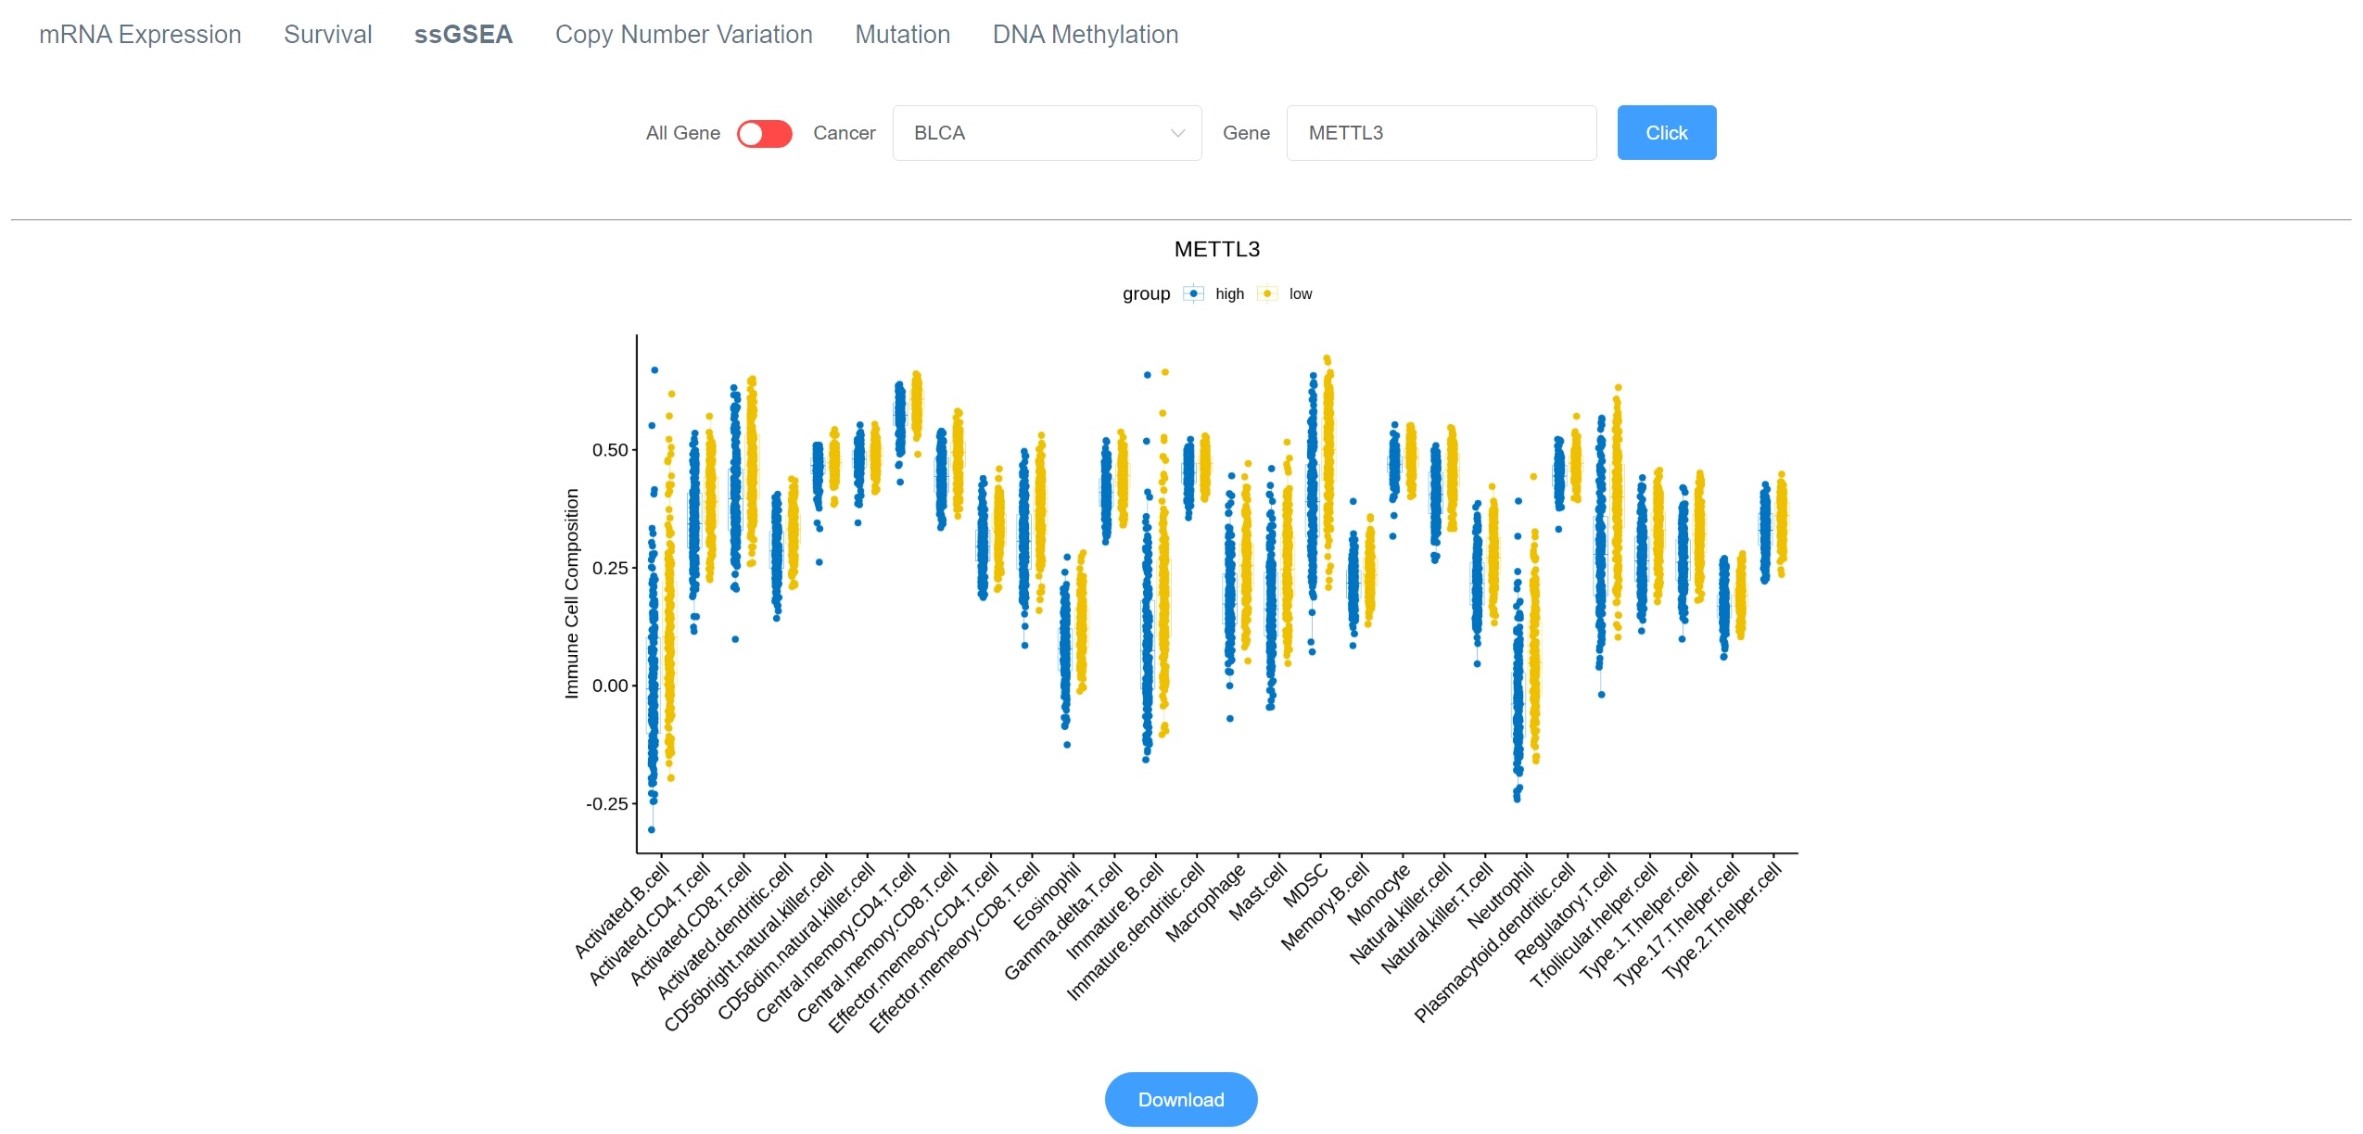 mRNA Expression Survival ssGSEA Copy Number Variation Mutation DNA Methylation
All Gene Cancer BLCA Gene METTL3 Click
METTL3
group high low
Immune Cell Composition
0.50
0.25
0.00
-0.25
Activated.B.cell
Activated.CD4.T.cell
Activated.CD8.T.cell
Activated.dendritic.cell
CD56bright.natural.killer.cell
CD56dim.natural.killer.cell
Central.memory.CD4.T.cell
Central.memory.CD8.T.cell
Effector.memeory.CD4.T.cell
Effector.memeory.CD8.T.cell
Eosinophil
Gamma.delta.T.cell
Immature.B.cell
Immature.dendritic.cell
Macrophage
Mast.cell
MDSC
Memory.B.cell
Monocyte
Natural.killer.cell
Natural.killer.T.cell
Neutrophil
Plasmacytoid.dendritic.cell
Regulatory.T.cell
T.follicular.helper.cell
Type.1.T.helper.cell
Type.17.T.helper.cell
Type.2.T.helper.cell
Download